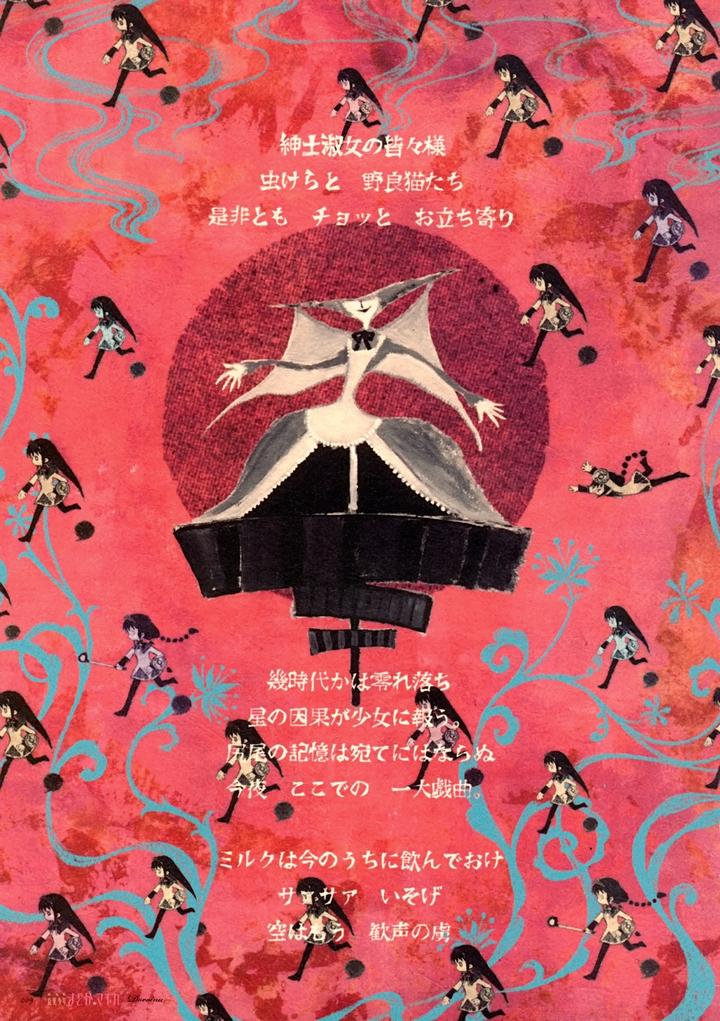 紳士淑女の皆々様
虫けらと　野良猫たち
是非とも　チョッと　お立ち寄り
幾時代かは零れ落ち
星の因果が少女に報う。
尻尾の記憶は宛てにはならぬ
今夜　ここでの　一大戯曲。
ミルクは今のうちに飲んでおけ
サァサァ　いそげ
空はもう　歓声の虜